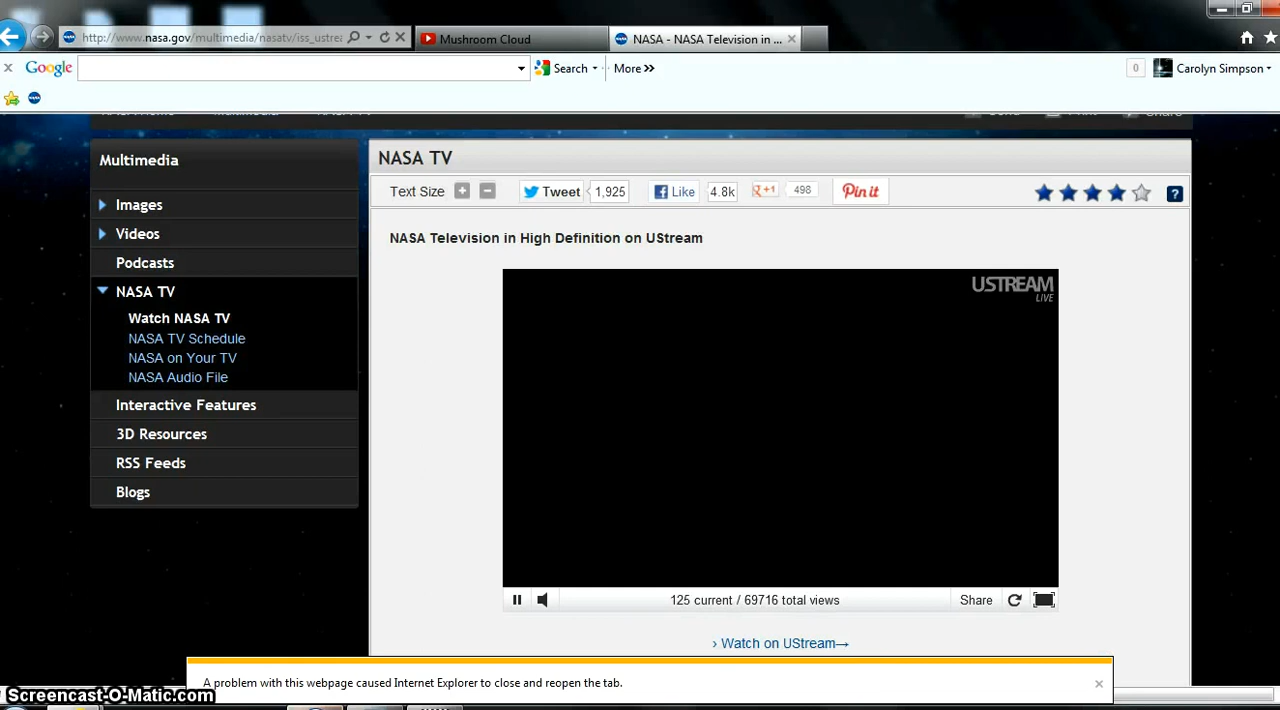 http://www.nasa.gov/multimedia/nasatv/iss_ustrea
Mushroom Cloud
NASA - NASA Television in ...
Google
Search
More
0
Carolyn Simpson
Multimedia
Images
Videos
Podcasts
NASA TV
Watch NASA TV
NASA TV Schedule
NASA on Your TV
NASA Audio File
Interactive Features
3D Resources
RSS Feeds
Blogs
NASA TV
Text Size
Tweet 1,925
Like 4.8k
+1 498
Pin it
?
NASA Television in High Definition on UStream
USTREAM
LIVE
125 current / 69716 total views
Share
› Watch on UStream→
A problem with this webpage caused Internet Explorer to close and reopen the tab.
Screencast-O-Matic.com